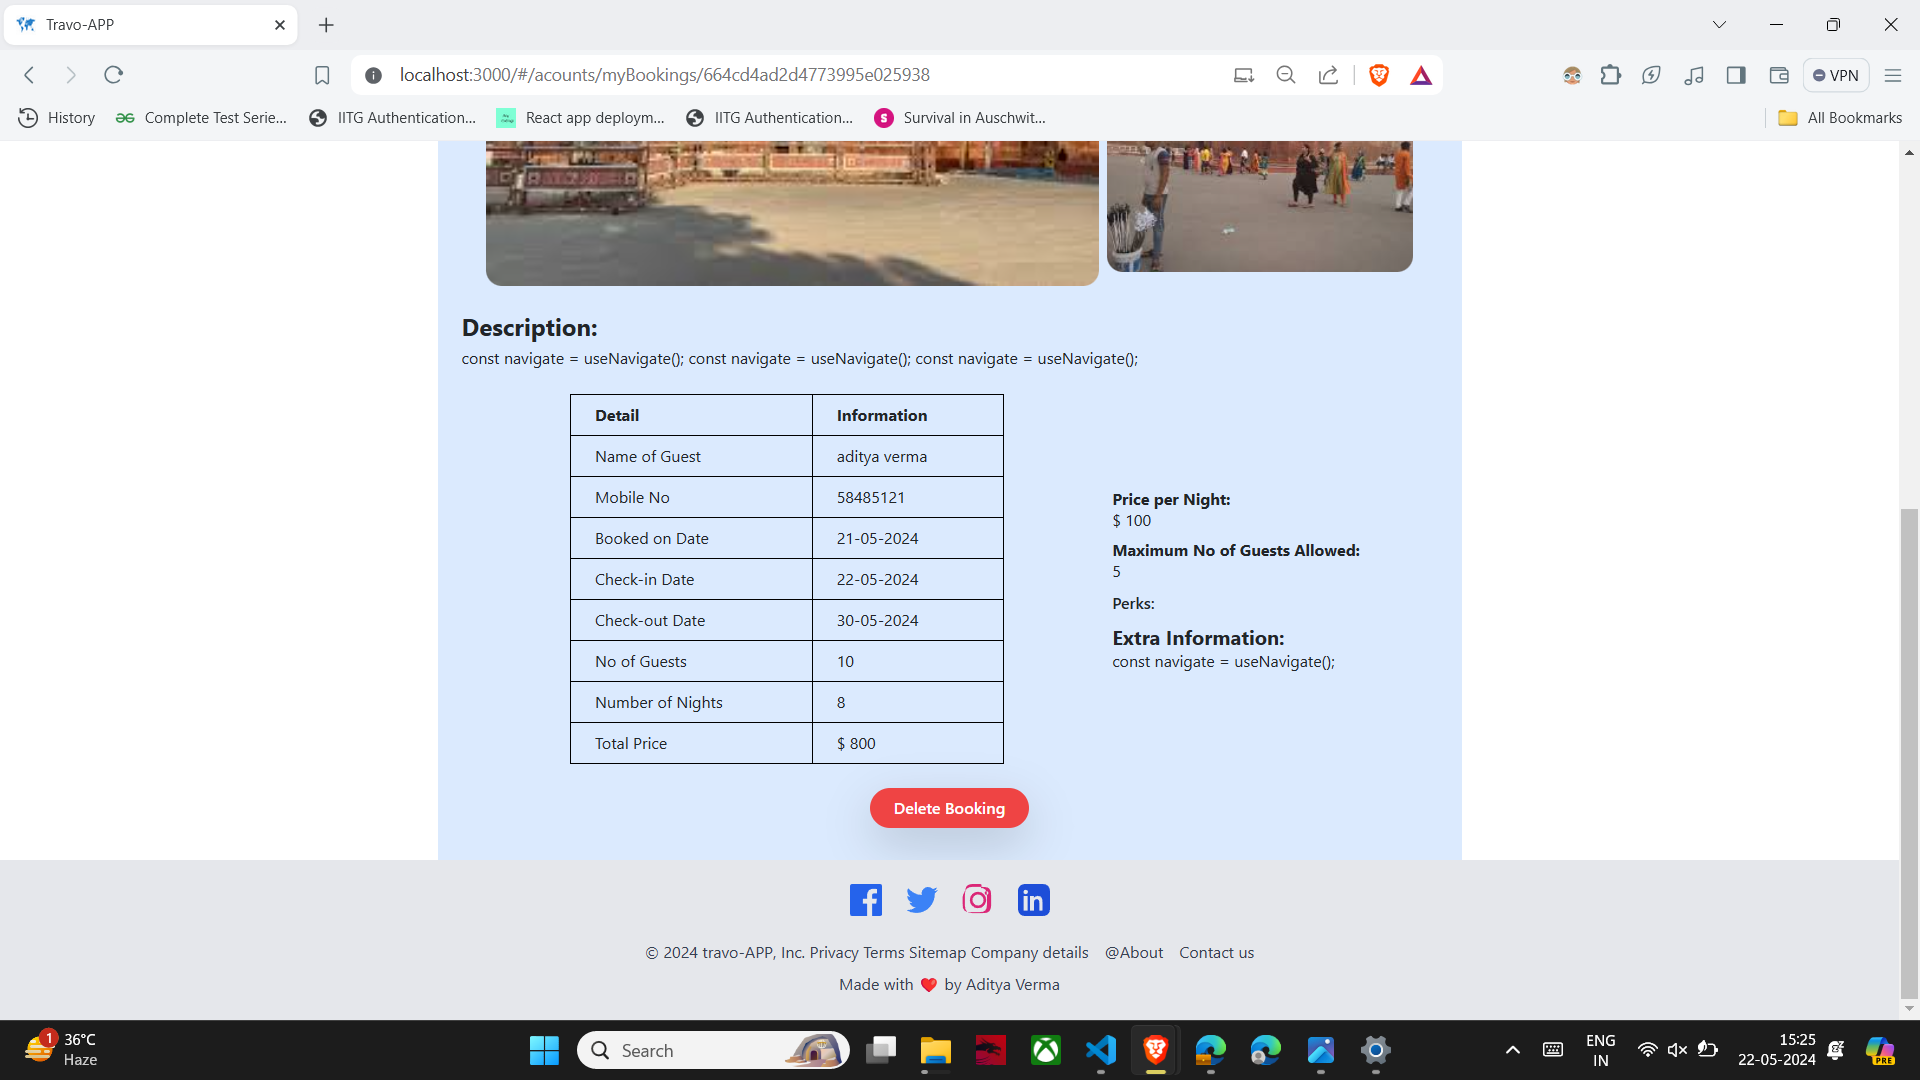 Travo-APP
localhost:3000/#/acounts/myBookings/664cd4ad2d4773995e025938
VPN
History
Complete Test Serie...
IITG Authentication...
React app deploym...
IITG Authentication...
Survival in Auschwit...
All Bookmarks
Description:
const navigate = useNavigate(); const navigate = useNavigate(); const navigate = useNavigate();
Detail Information
Name of Guest aditya verma
Mobile No 58485121
Booked on Date 21-05-2024
Check-in Date 22-05-2024
Check-out Date 30-05-2024
No of Guests 10
Number of Nights 8
Total Price $ 800
Price per Night:
$ 100
Maximum No of Guests Allowed:
5
Perks:
Extra Information:
const navigate = useNavigate();
Delete Booking
© 2024 travo-APP, Inc. Privacy Terms Sitemap Company details @About Contact us
Made with ❤ by Aditya Verma
1
36°C
Haze
Search
ENG
IN
15:25
22-05-2024
PRE